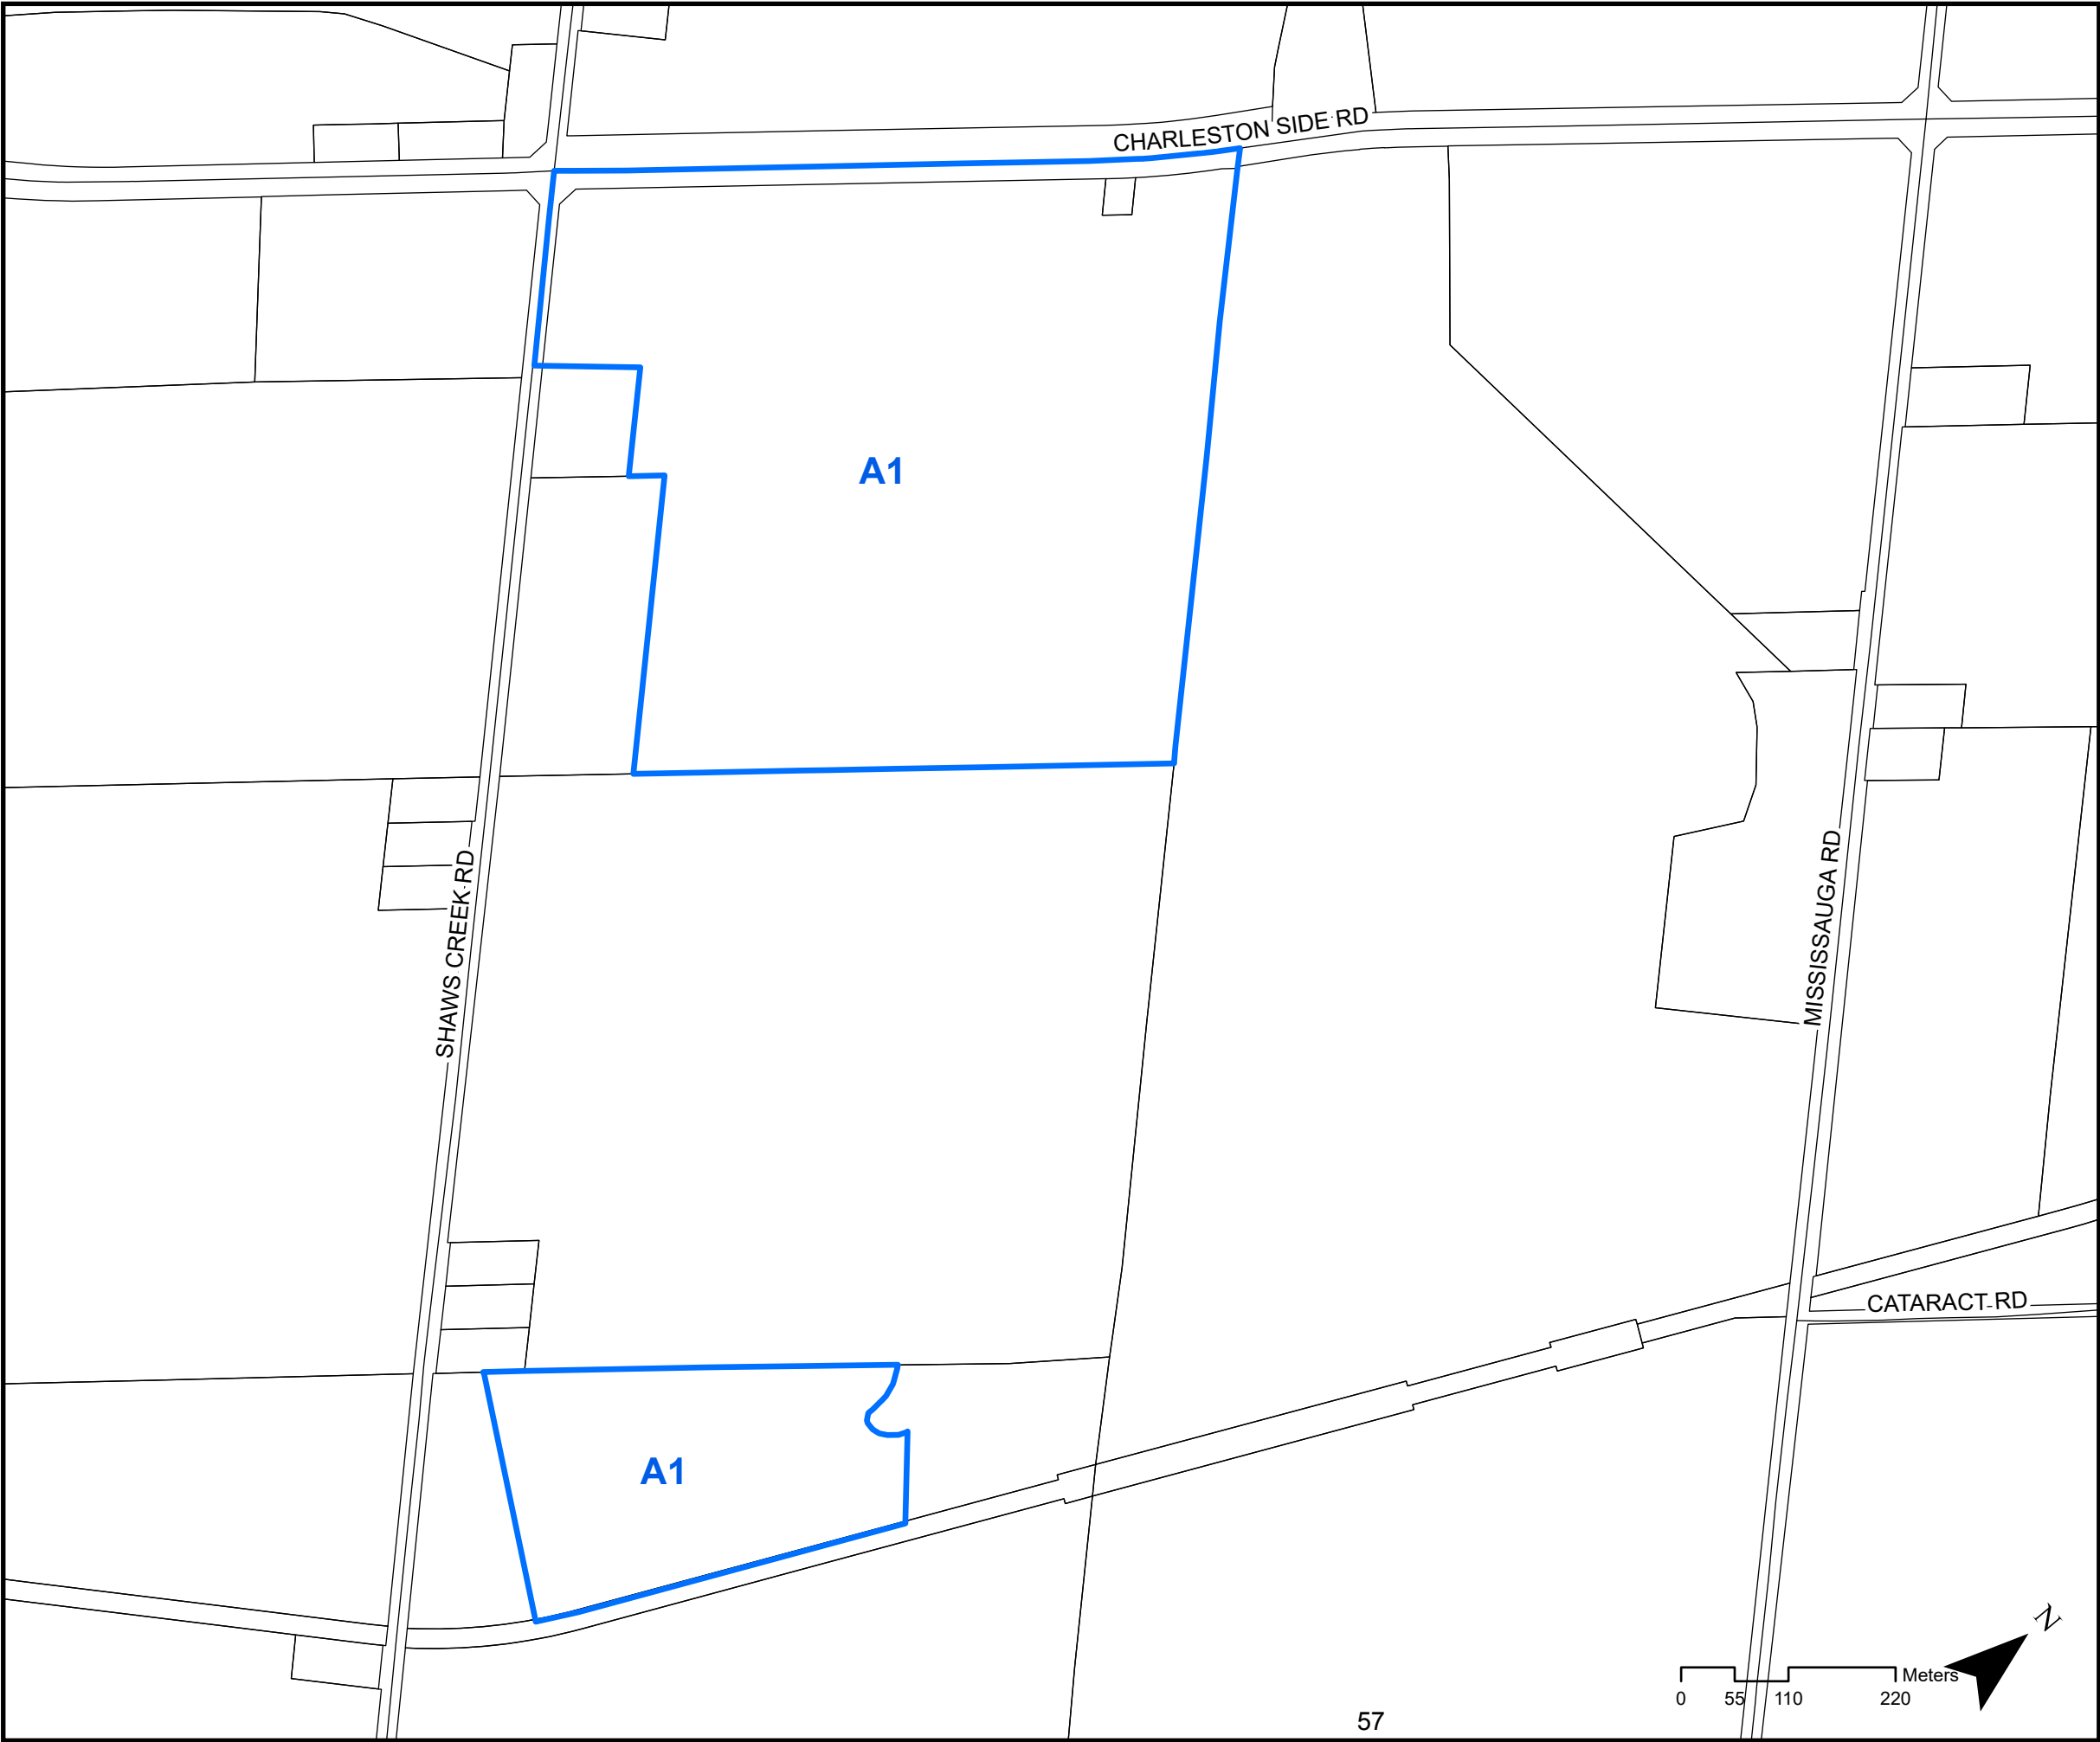 CHARLESTON SIDE RD
A1
SHAWS CREEK RD
MISSISSAUGA RD
CATARACT RD
A1
N
Meters
0 55 110 220
57